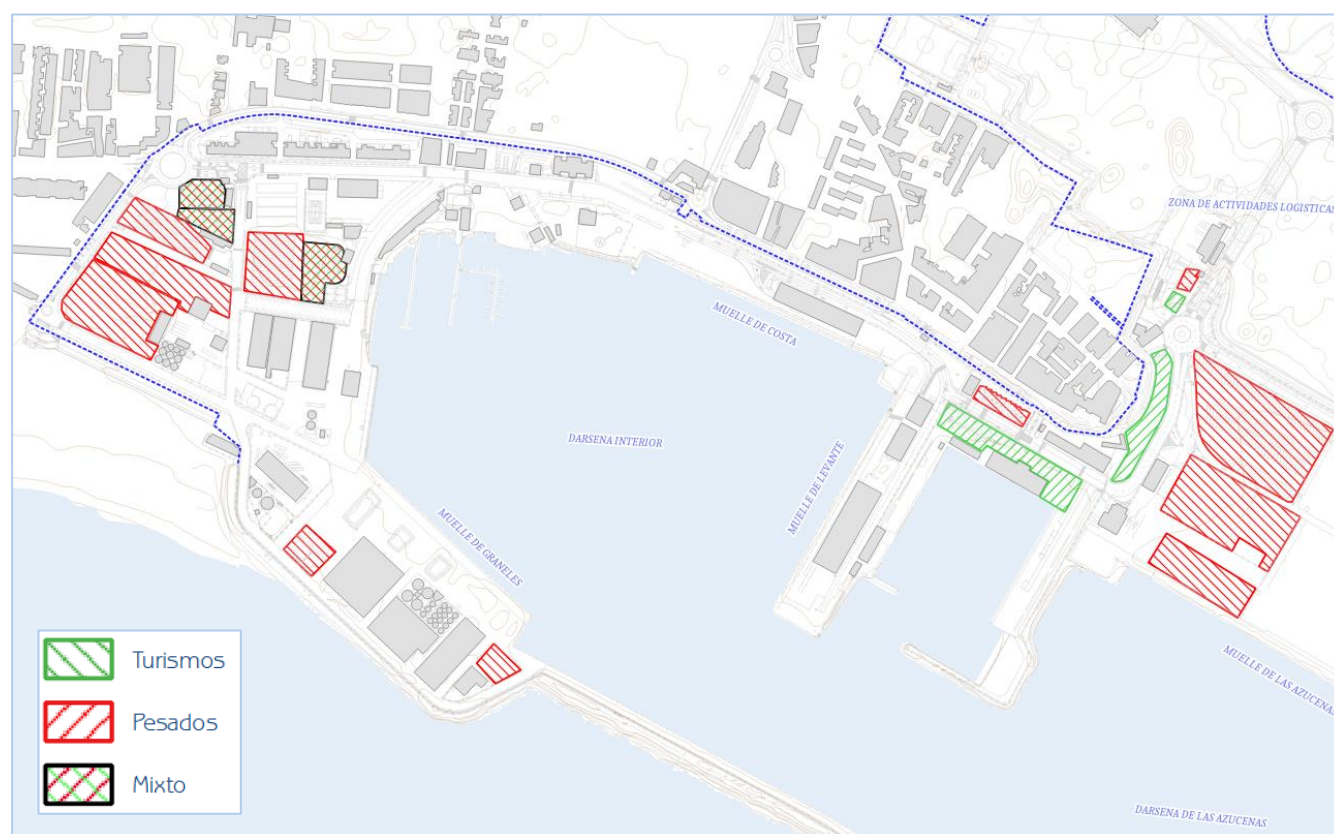 ZONA DE ACTIVIDADES LOGISTICAS
MUELLE DE COSTA
DARSENA INTERIOR
MUELLE DE LEVANTE
MUELLE DE GRANELES
MUELLE DE LAS AZUCENAS
DARSENA DE LAS AZUCENAS
Turismos
Pesados
Mixto